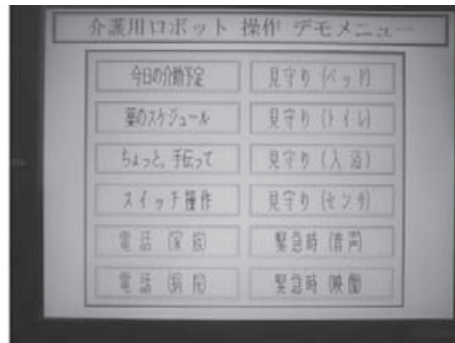 介護用ロボット 操作 デモメニュー
今日の介助予定
薬のスケジュール
ちょっと、手伝って
スイッチ操作
電話 (家族)
電話 (病院)
見守り (ベッド)
見守り (トイレ)
見守り (入浴)
見守り (センサ)
緊急時 (音声)
緊急時 (映像)